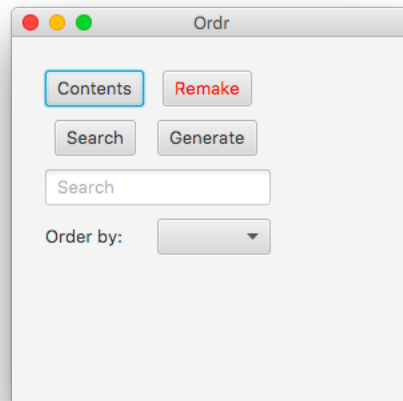 Ordr
Contents Remake
Search Generate
Search
Order by: